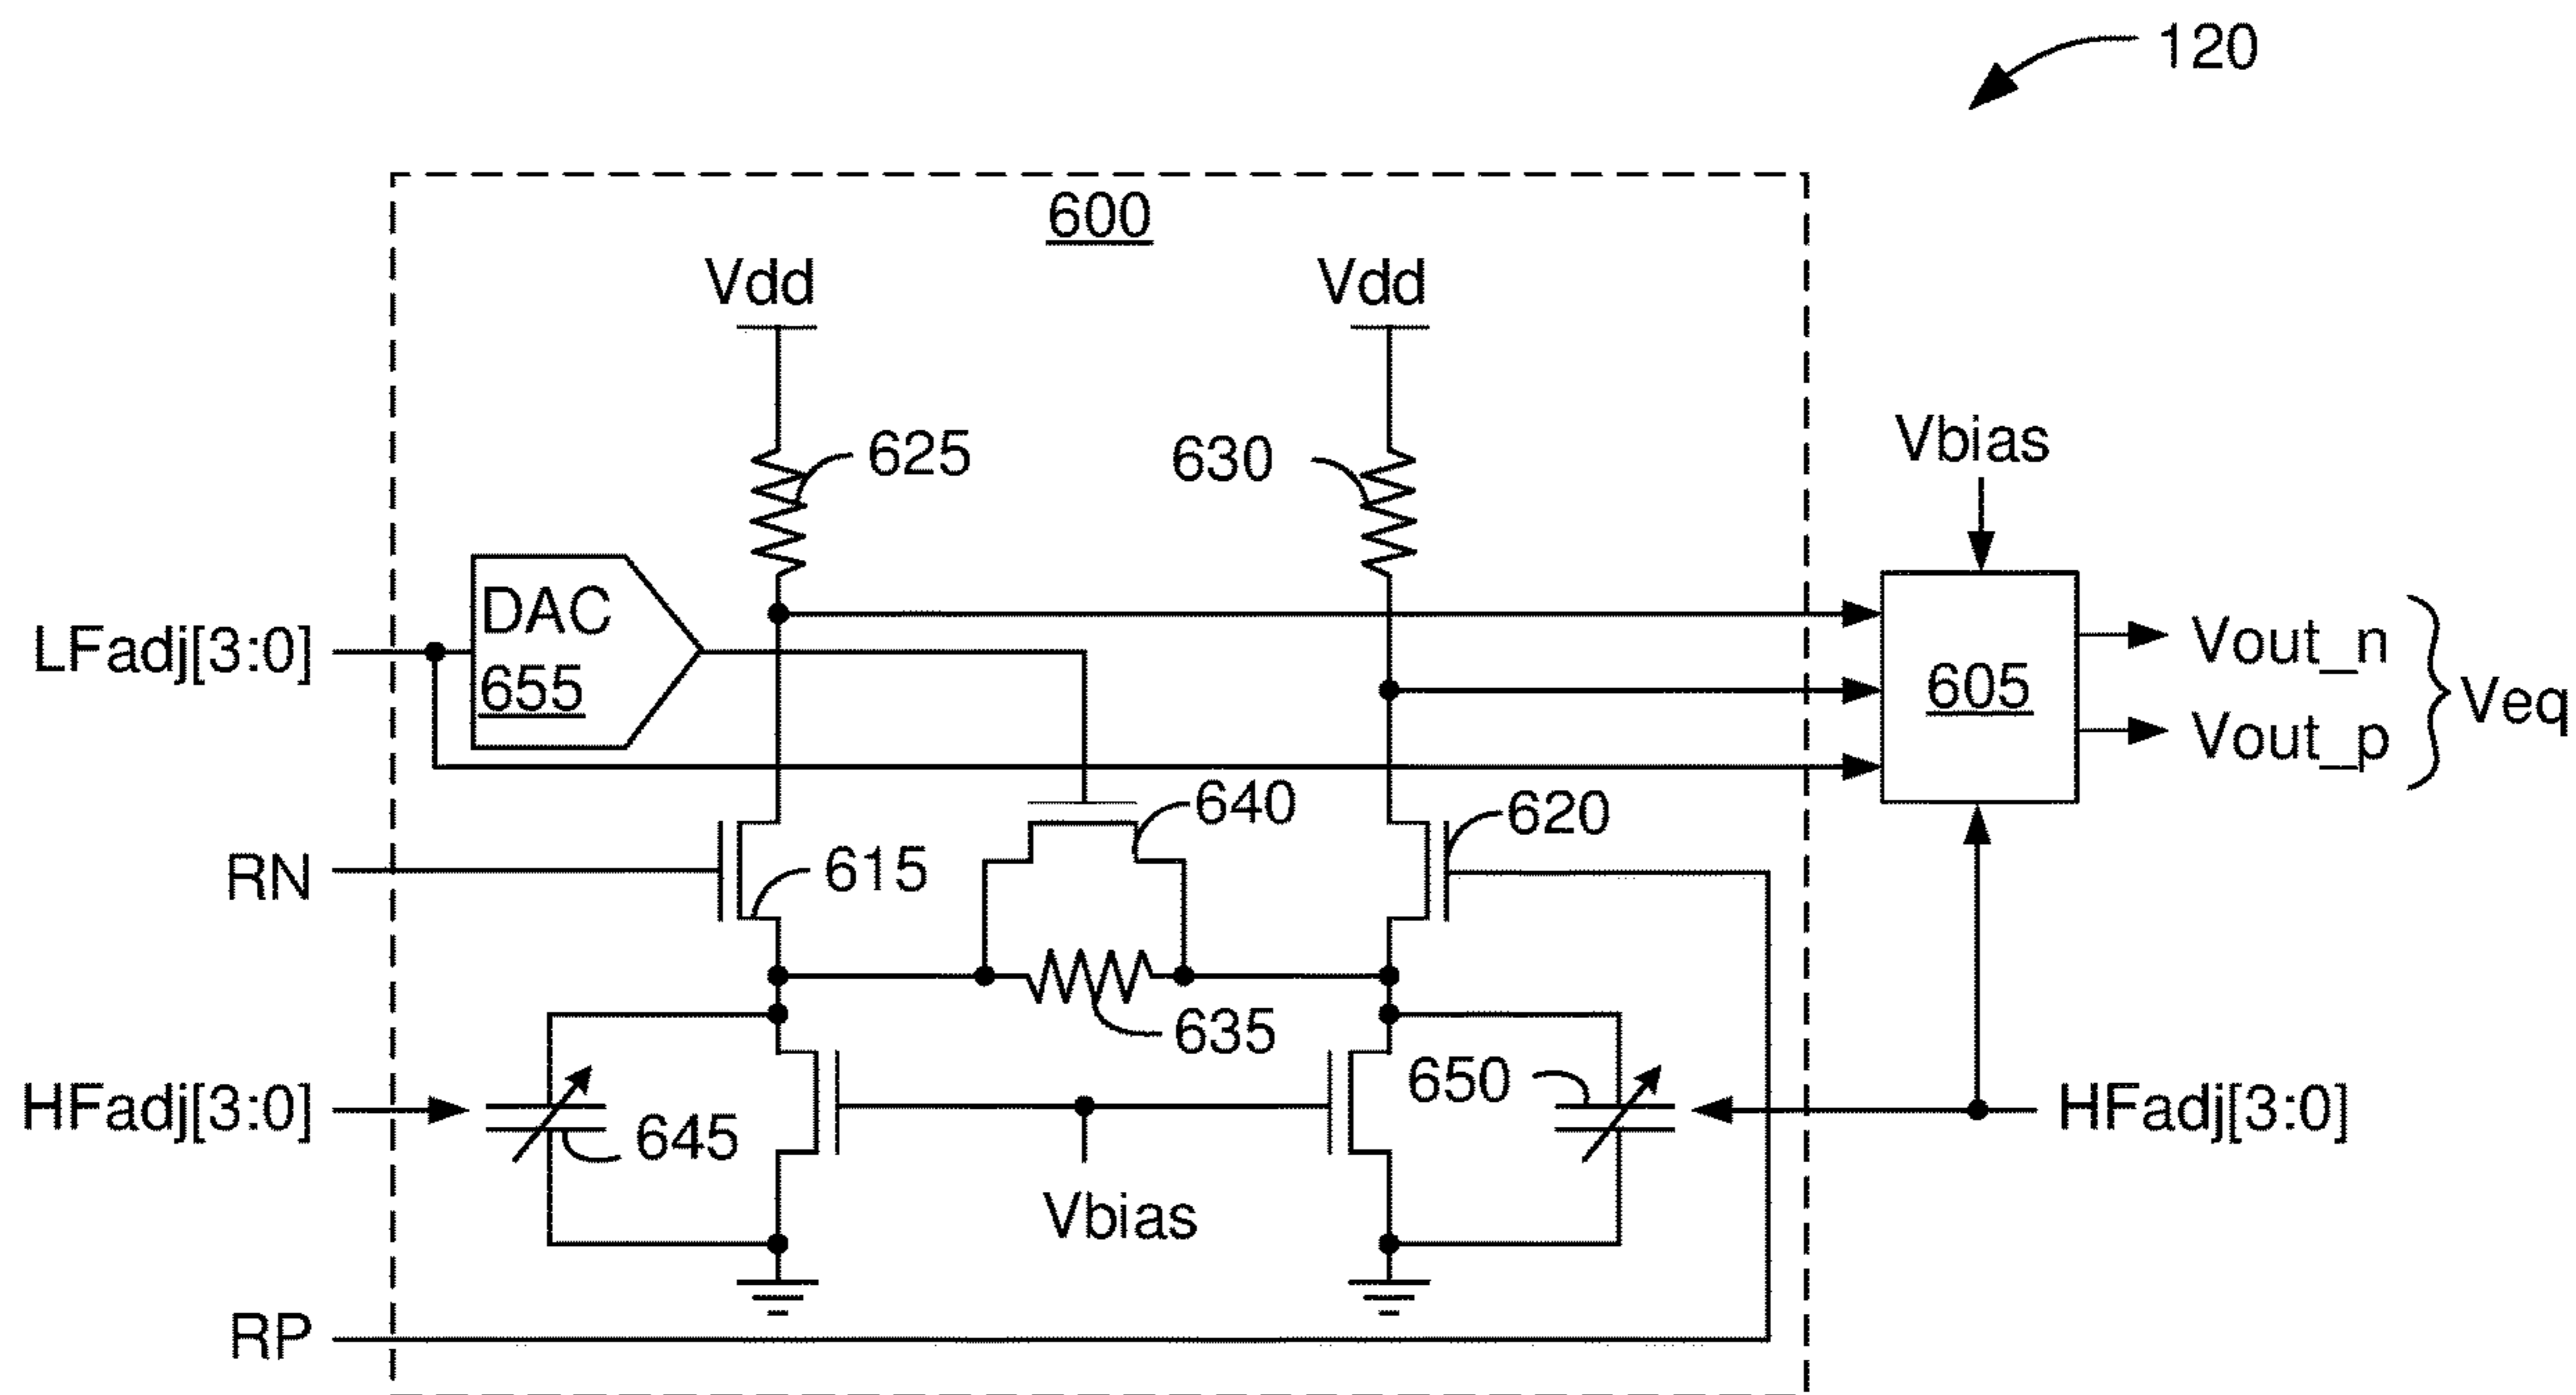 120
600
Vdd
Vdd
625
630
Vbias
DAC
655
LFadj[3:0]
605
Vout_n
Vout_p
Veq
640
620
RN
615
635
HFadj[3:0]
645
650
HFadj[3:0]
Vbias
RP